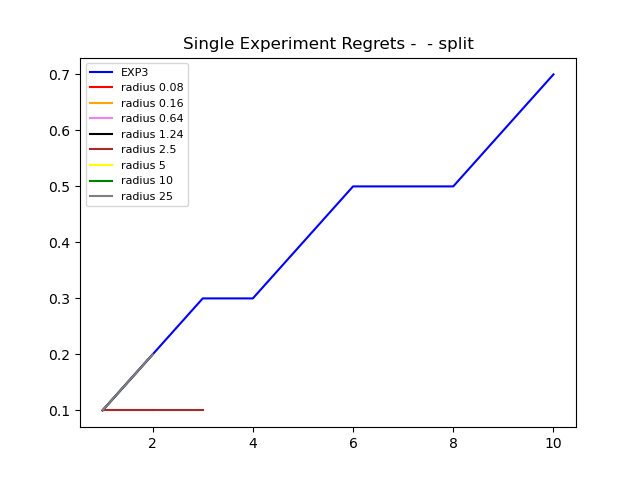 Single Experiment Regrets -  - split
EXP3
radius 0.08
radius 0.16
radius 0.64
radius 1.24
radius 2.5
radius 5
radius 10
radius 25
0.7
0.6
0.5
0.4
0.3
0.2
0.1
2 4 6 8 10